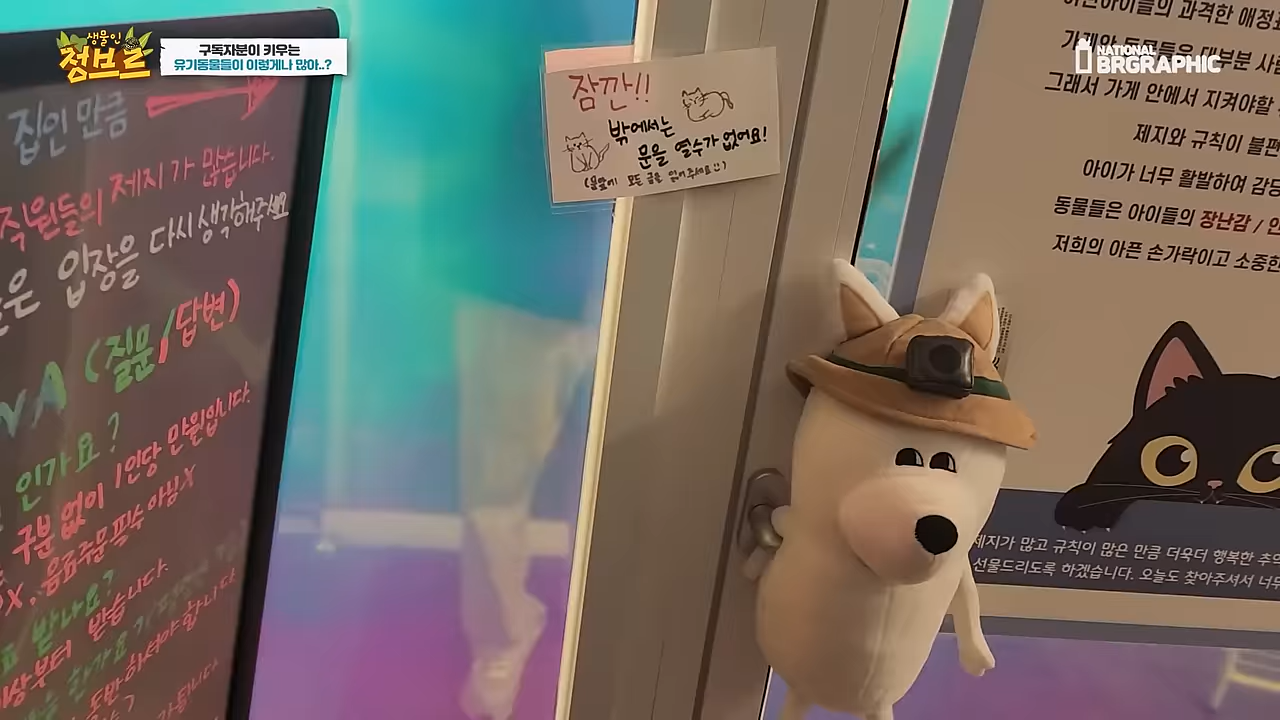 생물인
정브르
구독자분이 키우는
유기동물들이 이렇게나 많아..?
NATIONAL
BRGRAPHIC
집인 만큼
직원들의 제지가 많습니다.
입장을 다시 생각해주세요
(질문/답변)
인가요?
구분 없이 1인당 만원입니다.
음료주문 필수 아님X
받나요?
부터 받습니다.
동반하셔야 합니다
잠깐!!
밖에서는
문을 열수가 없어요!
의 과격한 애정표
가게안 동물들은 대부분 사람
그래서 가게 안에서 지켜야할
제지와 규칙이 불편
아이가 너무 활발하여 감당
동물들은 아이들의 장난감 / 인
저희의 아픈 손가락이고 소중한
제지가 많고 규칙이 많은 만큼 더욱더 행복한 추억
선물드리도록 하겠습니다. 오늘도 찾아주셔서 너무